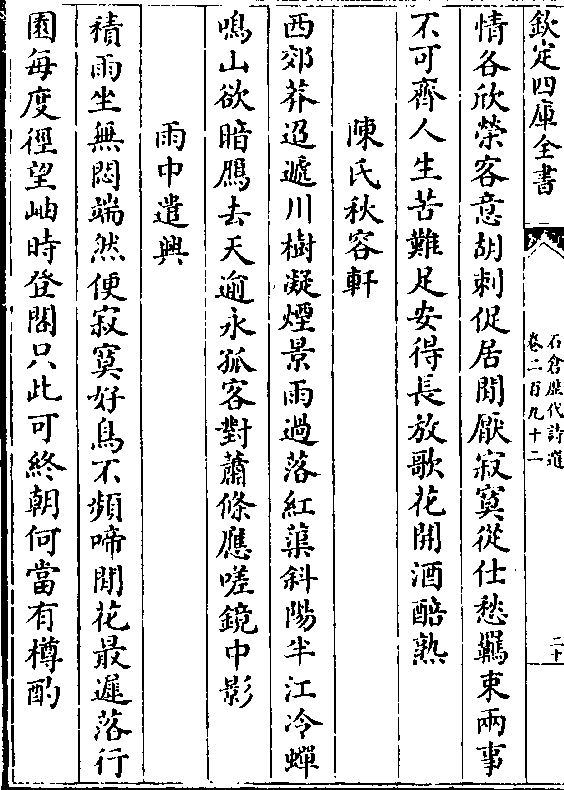 欽定四庫全書
石倉歷代詩選
卷二百九十二
二十
情各欣榮客意胡刺促居閒厭寂寞從仕愁羈束兩事
不可齊人生苦難足安得長放歌花開酒醅熟
陳氏秋容軒
西郊莽迢遞川樹凝煙景雨過落紅蕖斜陽半江冷蟬
鳴山欲暗鴈去天逾永孤客對蕭條應嗟鏡中影
雨中遣興
積雨坐無悶端然便寂寞好鳥不頻啼閒花最遲落行
園每度徑望岫時登閣只此可終朝何當有樽酌